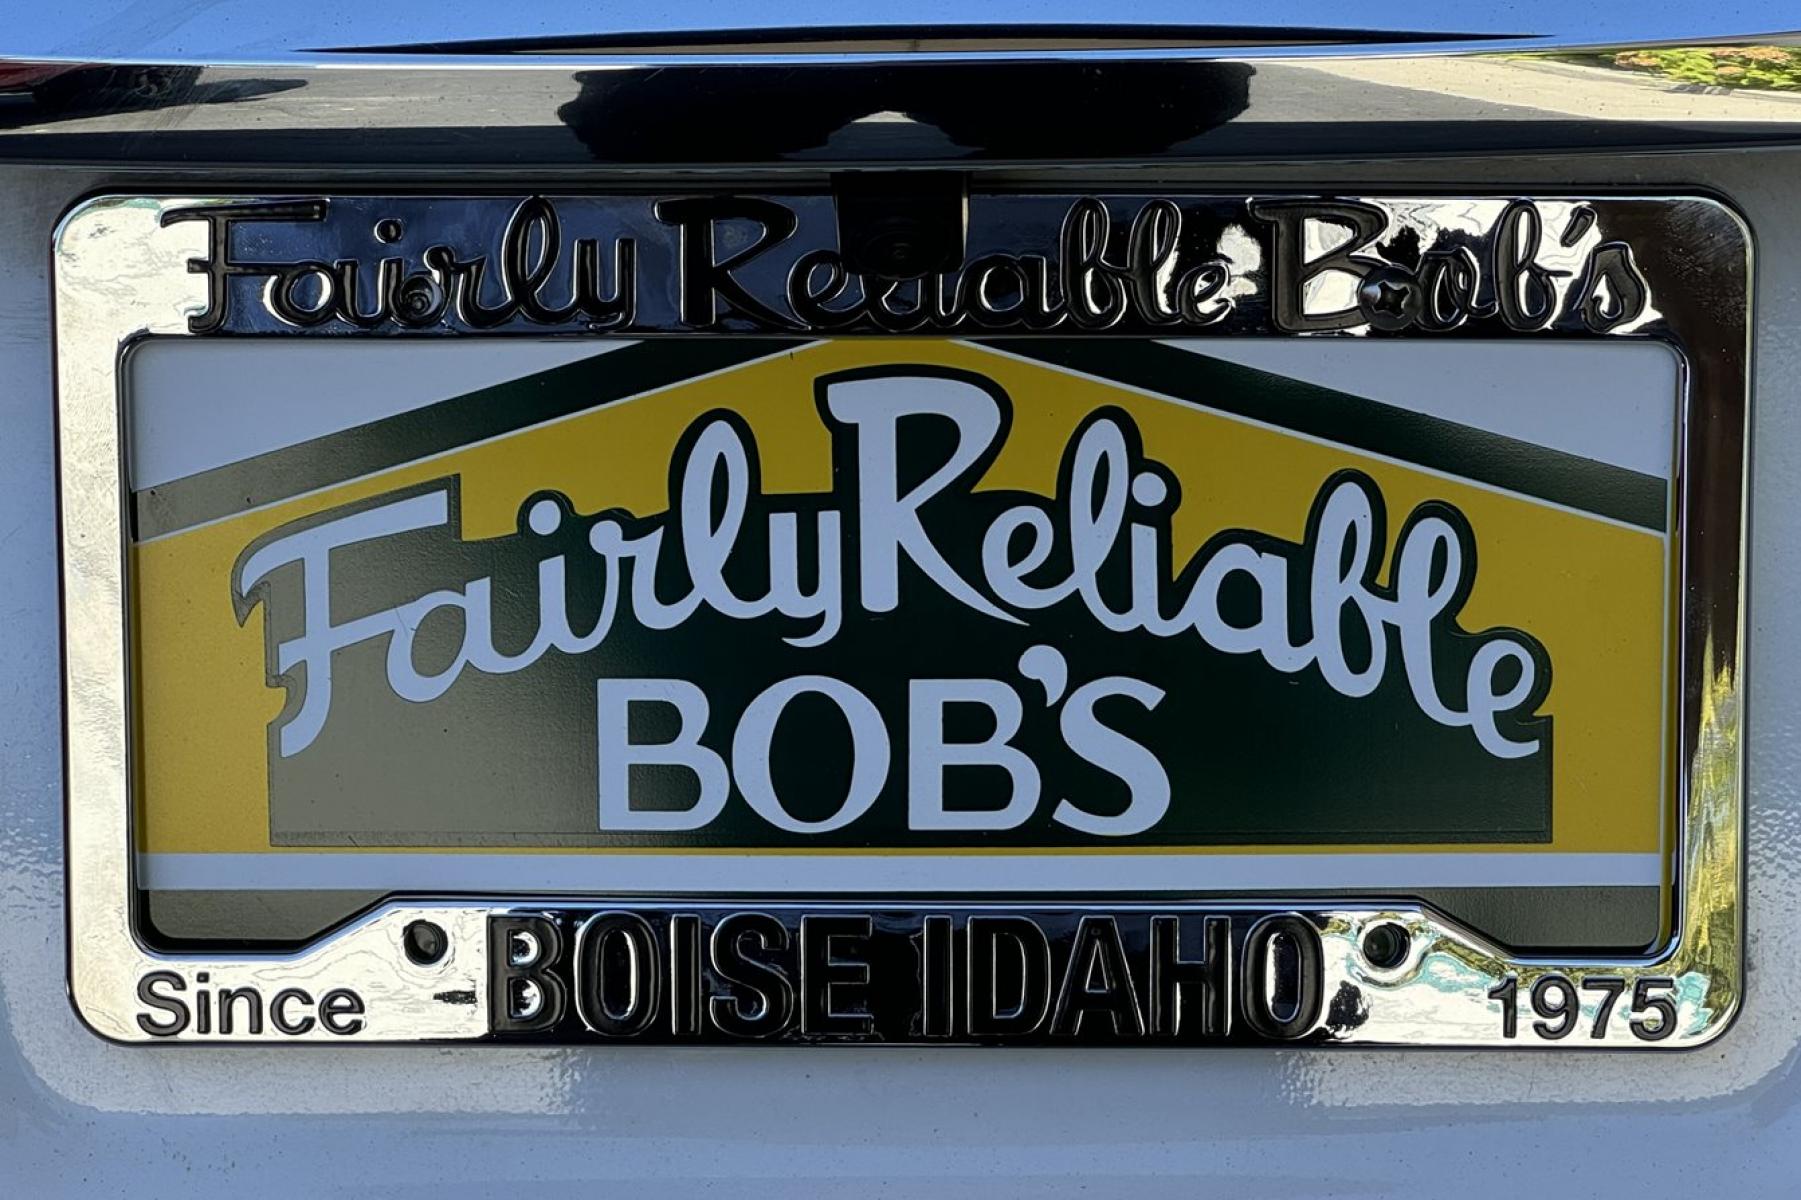 Fairly Reliable Bob's
Fairly Reliable
BOB'S
BOISE IDAHO
Since 1975